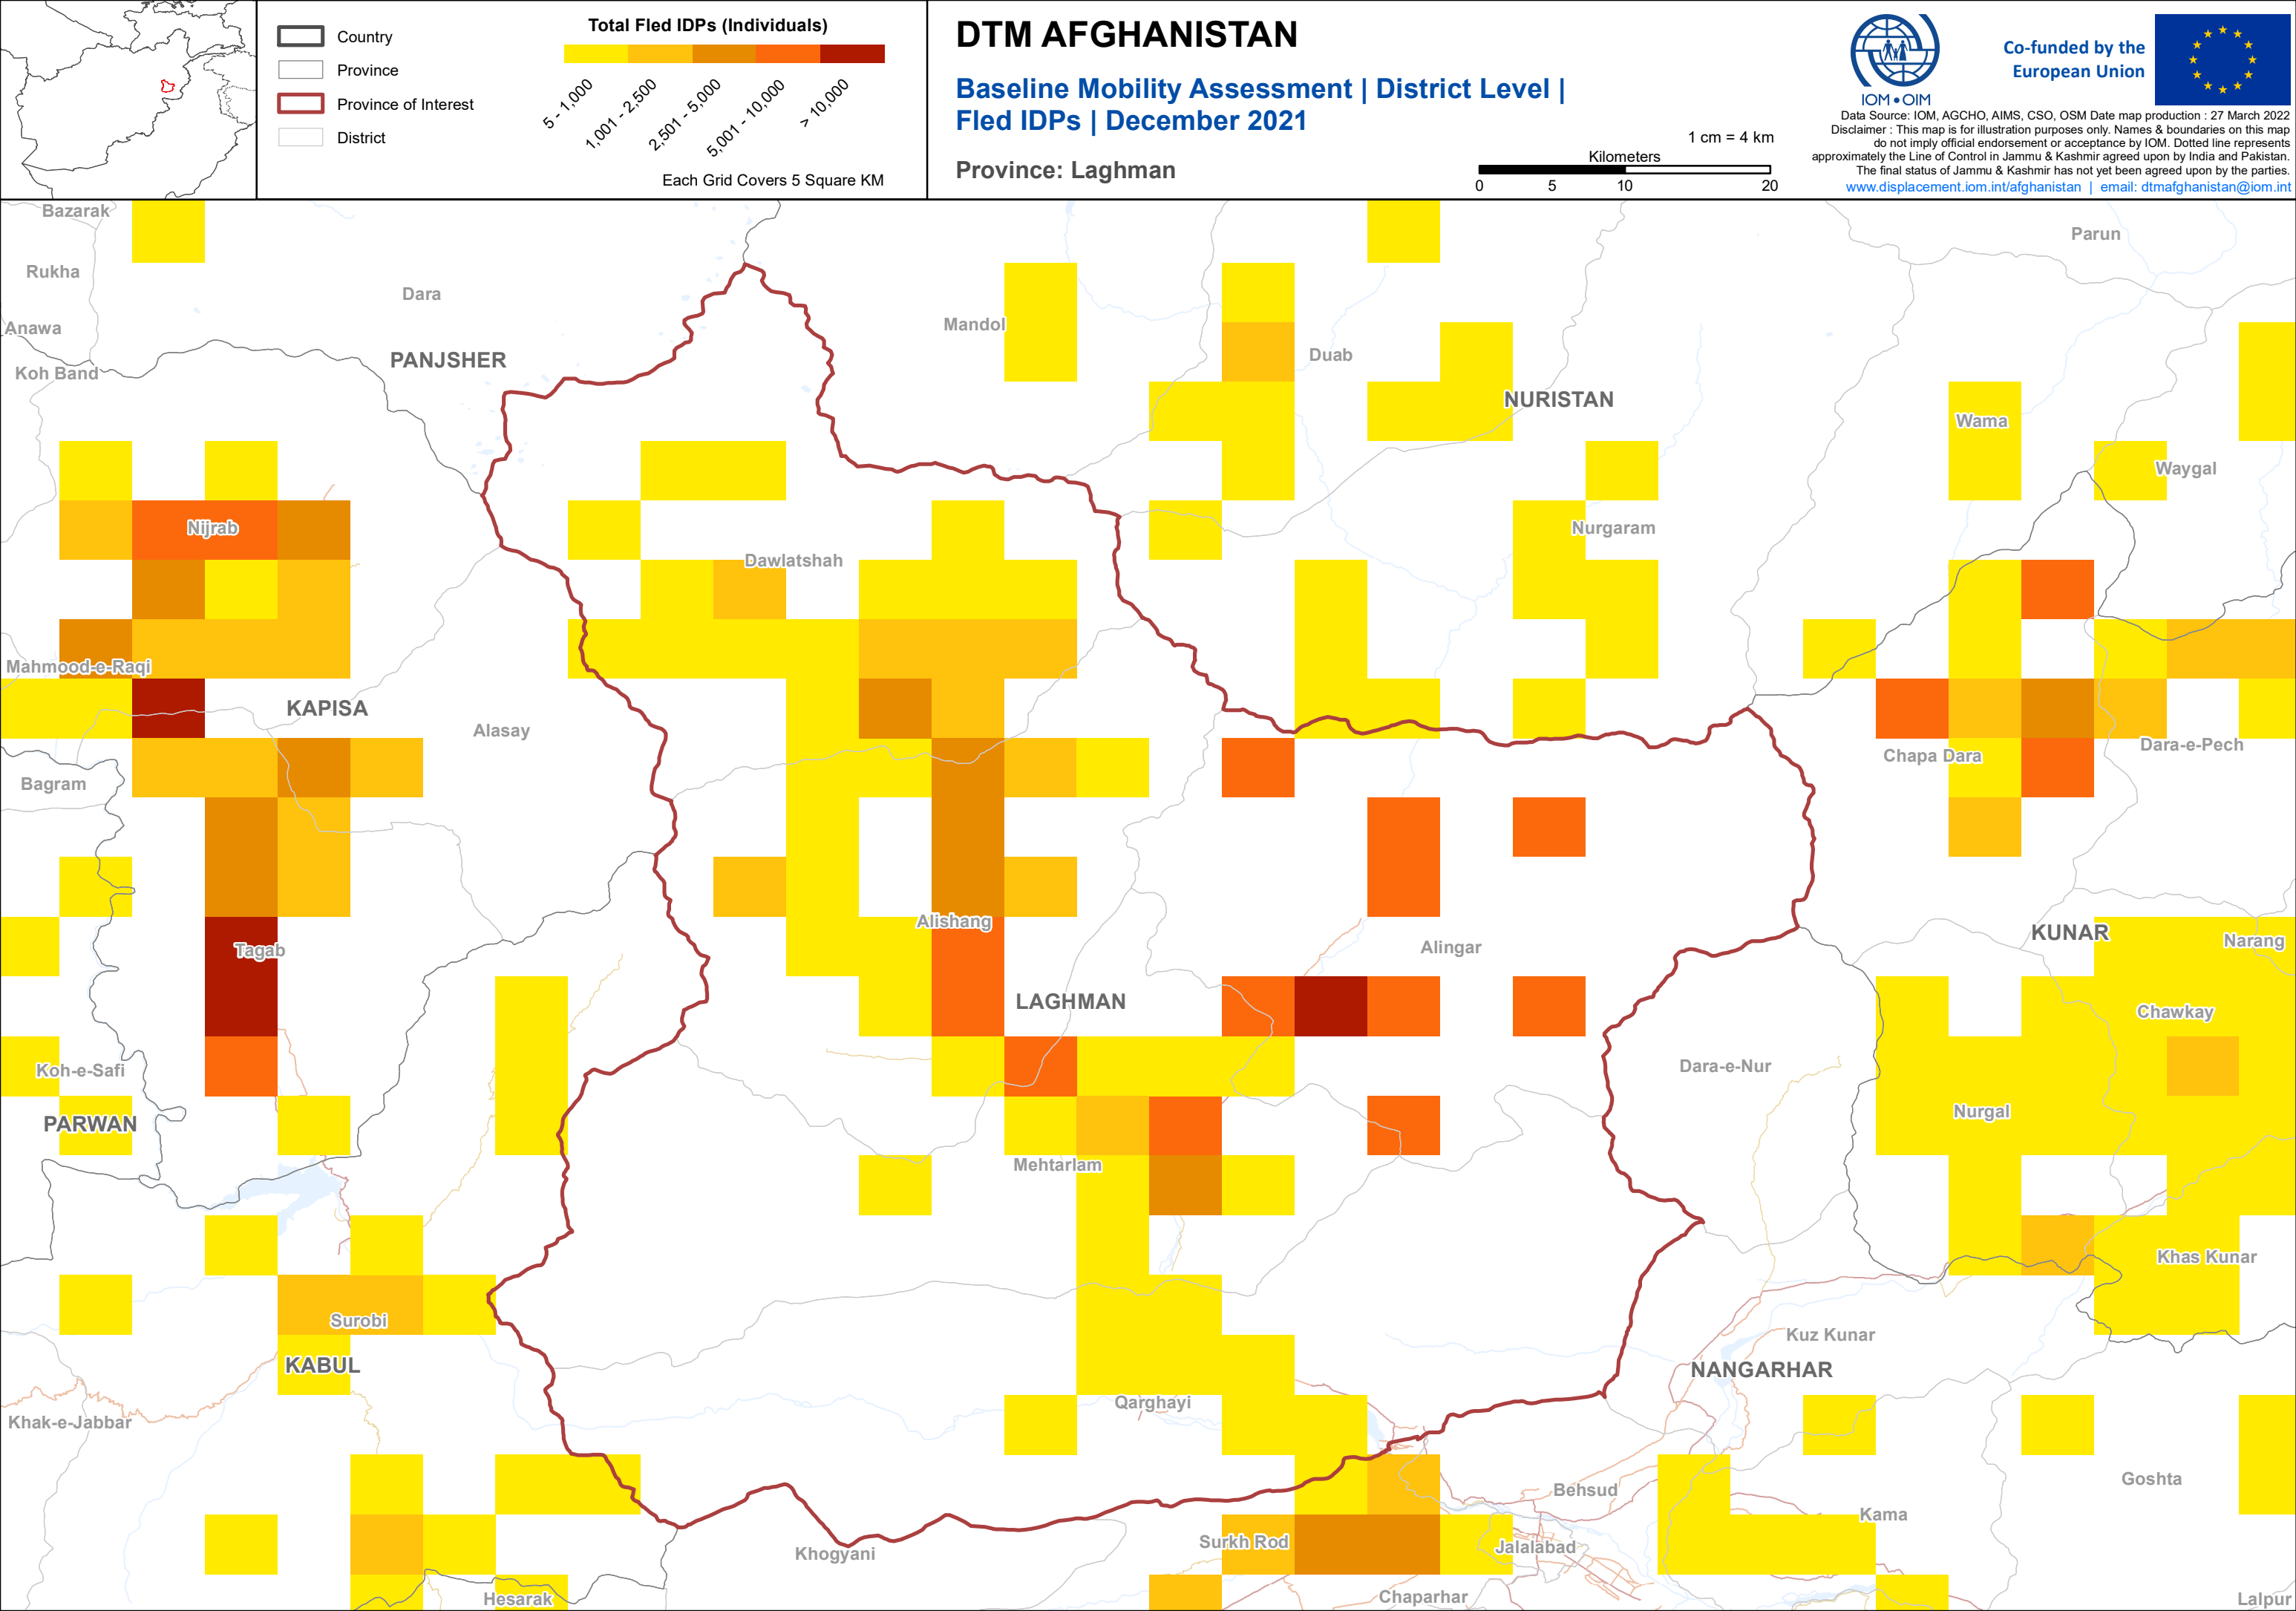 Country
Province
Province of Interest
District
Total Fled IDPs (Individuals)
5 - 1,000
1,001 - 2,500
2,501 - 5,000
5,001 - 10,000
> 10,000
Each Grid Covers 5 Square KM
DTM AFGHANISTAN
Baseline Mobility Assessment | District Level |
Fled IDPs | December 2021
Province: Laghman
1 cm = 4 km
Kilometers
0 5 10 20
IOM • OIM
Co-funded by the
European Union
Data Source: IOM, AGCHO, AIMS, CSO, OSM Date map production : 27 March 2022
Disclaimer : This map is for illustration purposes only. Names & boundaries on this map
do not imply official endorsement or acceptance by IOM. Dotted line represents
approximately the Line of Control in Jammu & Kashmir agreed upon by India and Pakistan.
The final status of Jammu & Kashmir has not yet been agreed upon by the parties.
www.displacement.iom.int/afghanistan | email: dtmafghanistan@iom.int
Bazarak
Parun
Rukha
Dara
Anawa
Mandol
Duab
PANJSHER
Koh Band
NURISTAN
Wama
Waygal
Nijrab
Nurgaram
Dawlatshah
Mahmood-e-Raqi
KAPISA
Alasay
Dara-e-Pech
Chapa Dara
Bagram
Alishang
KUNAR
Narang
Tagab
Alingar
LAGHMAN
Chawkay
Koh-e-Safi
Dara-e-Nur
Nurgal
PARWAN
Mehtarlam
Khas Kunar
Surobi
Kuz Kunar
KABUL
NANGARHAR
Qarghayi
Khak-e-Jabbar
Goshta
Behsud
Kama
Surkh Rod
Jalalabad
Khogyani
Hesarak
Chaparhar
Lalpur